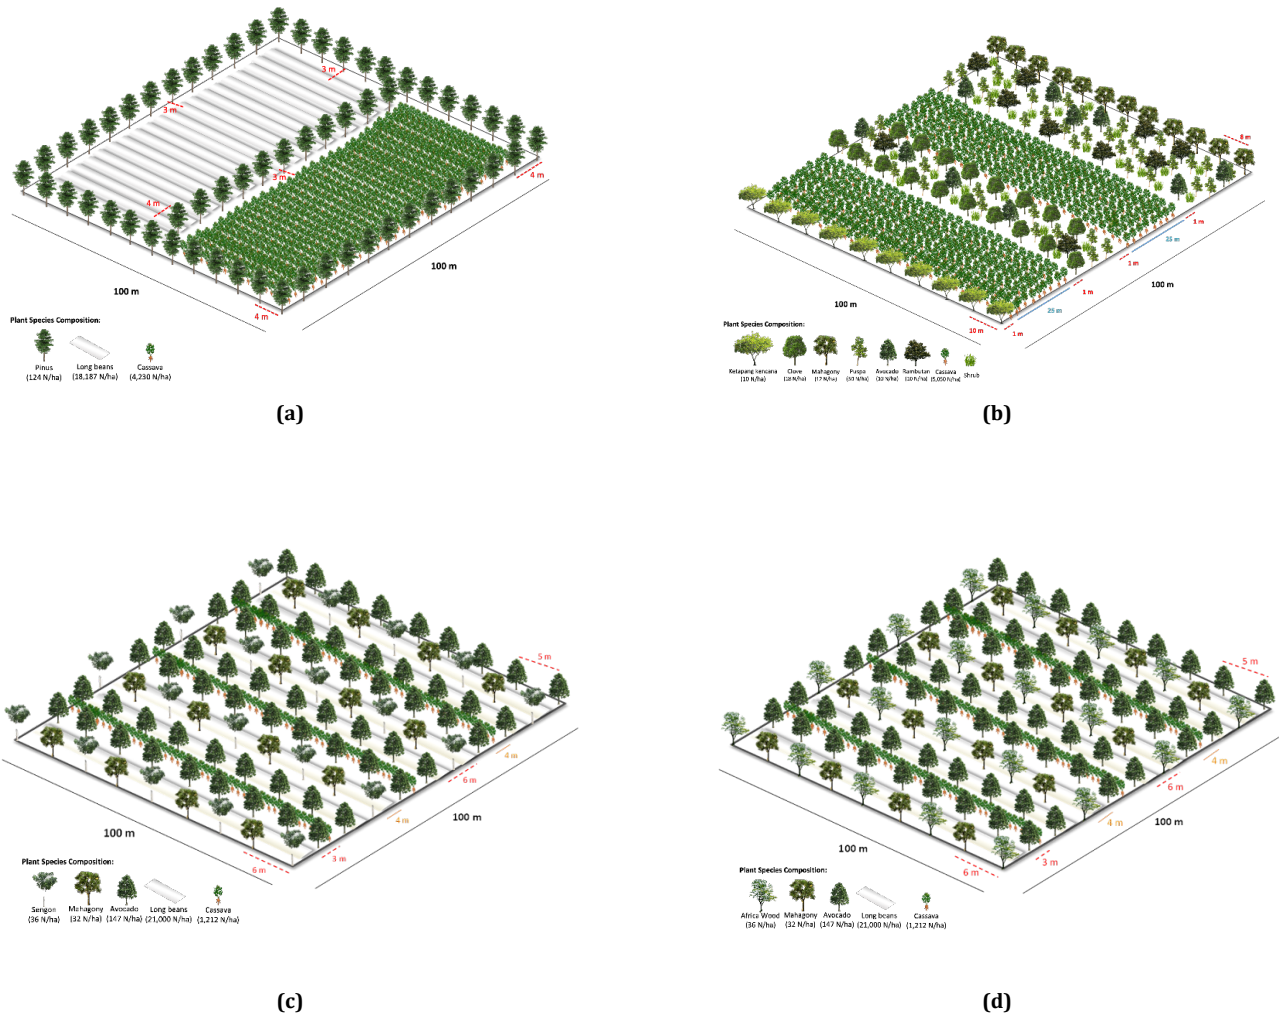 3 m
3 m
3 m
4 m
4 m
4 m
100 m
100 m
Plant Species Composition:
Pinus
(124 N/ha)
Long beans
(18,187 N/ha)
Cassava
(4,230 N/ha)
(a)
8 m
1 m
25 m
1 m
1 m
25 m
1 m
10 m
100 m
100 m
Plant Species Composition:
Ketapang kencana
(10 N/ha)
Clove
Mahagony
Puspa
Avocado
Rambutan
Cassava
(5,050 N/ha)
Shrub
(b)
5 m
4 m
6 m
4 m
3 m
6 m
100 m
100 m
Plant Species Composition:
Sengon
(36 N/ha)
Mahagony
(32 N/ha)
Avocado
(147 N/ha)
Long beans
(21,000 N/ha)
Cassava
(1,212 N/ha)
(c)
5 m
4 m
6 m
4 m
3 m
6 m
100 m
100 m
Plant Species Composition:
Africa Wood
(36 N/ha)
Mahagony
(32 N/ha)
Avocado
(147 N/ha)
Long beans
(21,000 N/ha)
Cassava
(1,212 N/ha)
(d)